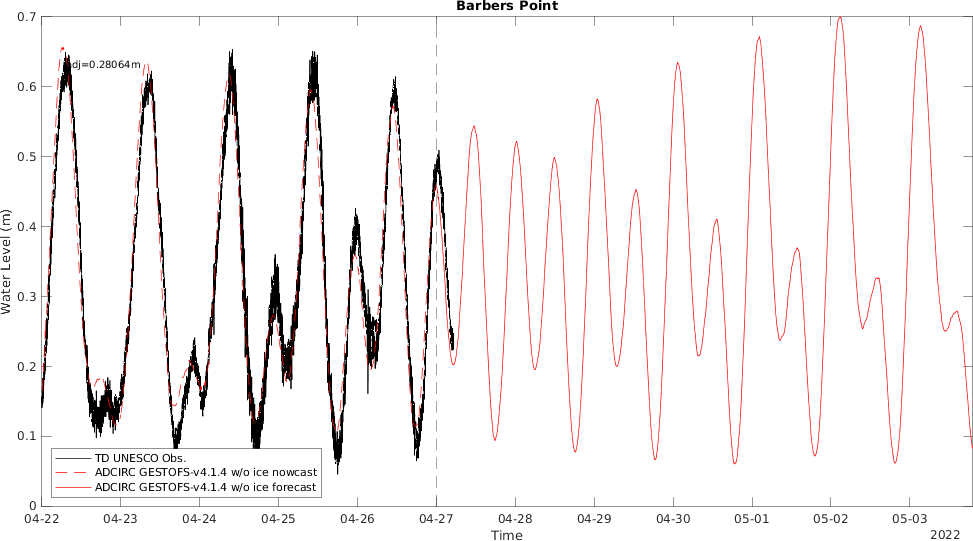 Barbers Point
0.7
0.6
0.5
0.4
0.3
0.2
0.1
0
Water Level (m)
dj=0.28064m
TD UNESCO Obs.
ADCIRC GESTOFS-v4.1.4 w/o ice nowcast
ADCIRC GESTOFS-v4.1.4 w/o ice forecast
04-22 04-23 04-24 04-25 04-26 04-27 04-28 04-29 04-30 05-01 05-02 05-03
Time
2022